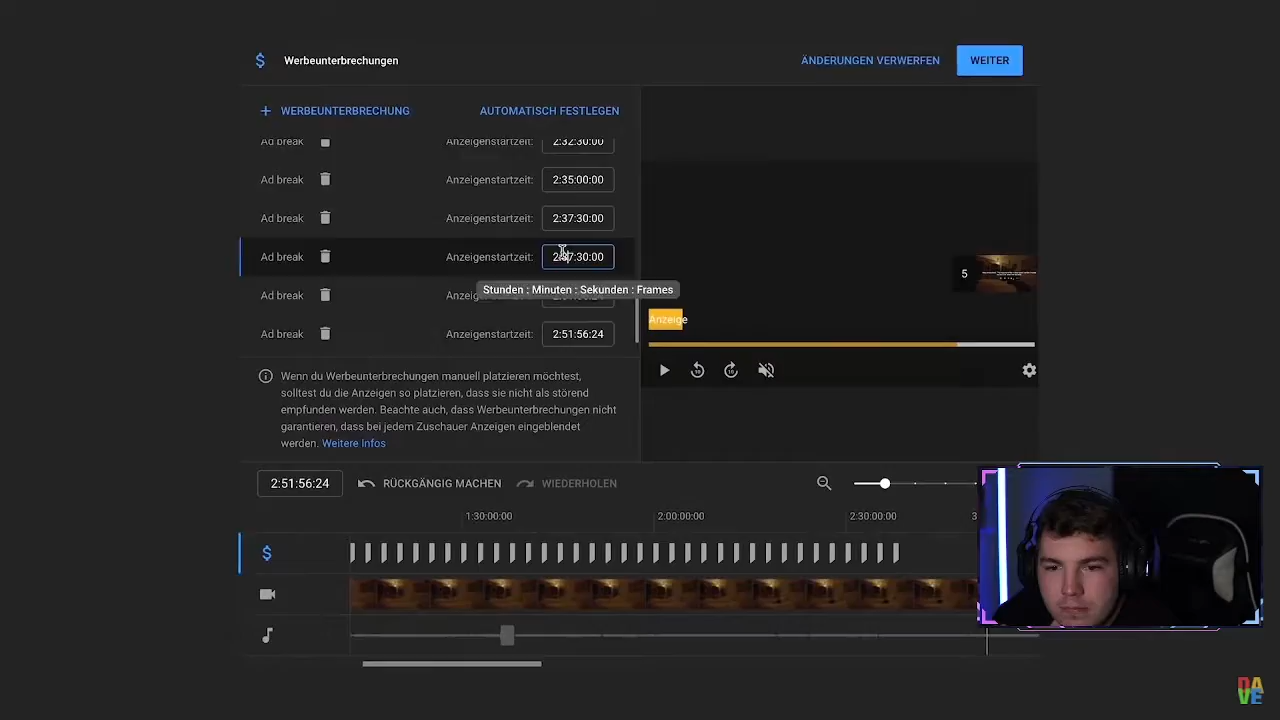 $ Werbeunterbrechungen
ÄNDERUNGEN VERWERFEN
WEITER
+ WERBEUNTERBRECHUNG
AUTOMATISCH FESTLEGEN
Ad break Anzeigenstartzeit: 2:32:30:00
Ad break Anzeigenstartzeit: 2:35:00:00
Ad break Anzeigenstartzeit: 2:37:30:00
Ad break Anzeigenstartzeit: 2:37:30:00
Stunden : Minuten : Sekunden : Frames
Ad break
Ad break Anzeigenstartzeit: 2:51:56:24
5
Anzeige
Wenn du Werbeunterbrechungen manuell platzieren möchtest,
solltest du die Anzeigen so platzieren, dass sie nicht als störend
empfunden werden. Beachte auch, dass Werbeunterbrechungen nicht
garantieren, dass bei jedem Zuschauer Anzeigen eingeblendet
werden. Weitere Infos
2:51:56:24
RÜCKGÄNGIG MACHEN
WIEDERHOLEN
1:30:00:00
2:00:00:00
2:30:00:00
$
DAVE